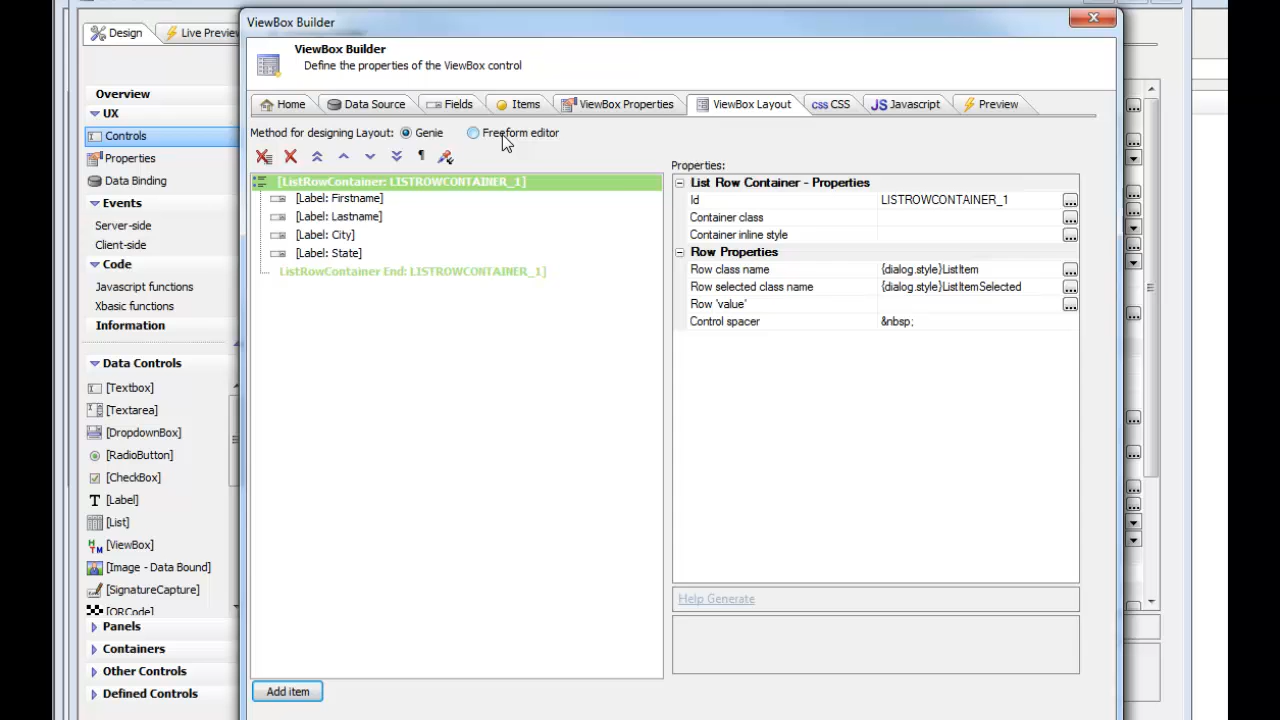 ViewBox Builder
Design
Live Preview
ViewBox Builder
Define the properties of the ViewBox control
Overview
UX
Controls
Properties
Data Binding
Events
Server-side
Client-side
Code
Javascript functions
Xbasic functions
Information
Data Controls
[Textbox]
[Textarea]
[DropdownBox]
[RadioButton]
[CheckBox]
[Label]
[List]
[ViewBox]
[Image - Data Bound]
[SignatureCapture]
[QRCode]
Panels
Containers
Other Controls
Defined Controls
Home Data Source Fields Items ViewBox Properties ViewBox Layout css CSS JS Javascript Preview
Method for designing Layout: Genie Freeform editor
[ListRowContainer: LISTROWCONTAINER_1]
[Label: Firstname]
[Label: Lastname]
[Label: City]
[Label: State]
ListRowContainer End: LISTROWCONTAINER_1]
Add item
Properties:
List Row Container - Properties
Id LISTROWCONTAINER_1
Container class
Container inline style
Row Properties
Row class name {dialog.style}ListItem
Row selected class name {dialog.style}ListItemSelected
Row 'value'
Control spacer &nbsp;
Help Generate